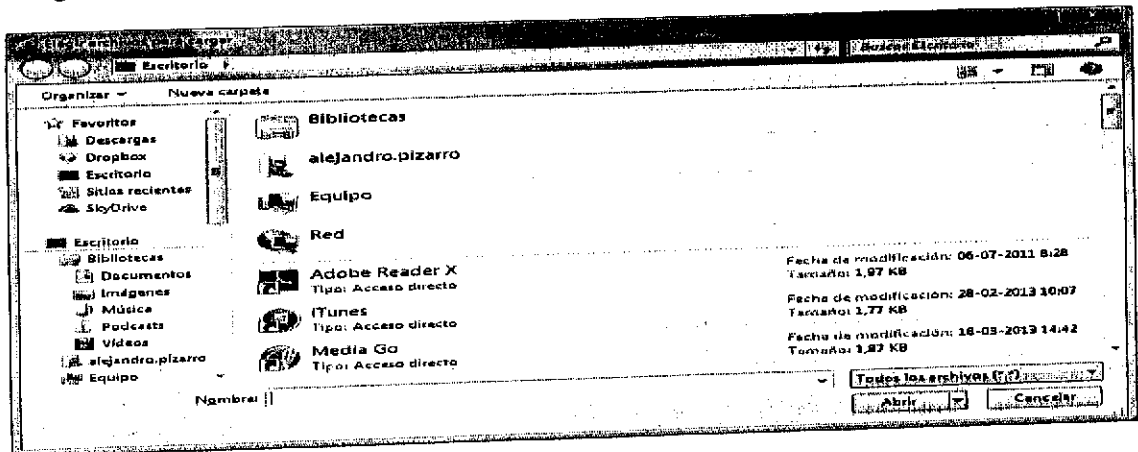 Escritorio
Buscar Escritorio
Organizar
Nueva carpeta
Favoritos
Descargas
Dropbox
Escritorio
Sitios recientes
SkyDrive
Escritorio
Bibliotecas
Documentos
Imágenes
Música
Podcasts
Vídeos
alejandro.pizarro
Equipo
Bibliotecas
alejandro.pizarro
Equipo
Red
Adobe Reader X
Tipo: Acceso directo
Fecha de modificación: 06-07-2011 8:28
Tamaño: 1,97 KB
iTunes
Tipo: Acceso directo
Fecha de modificación: 28-02-2013 10:07
Tamaño: 1,77 KB
Media Go
Tipo: Acceso directo
Fecha de modificación: 18-03-2013 14:42
Tamaño: 1,87 KB
Nombre:
Todos los archivos (*.*)
Abrir
Cancelar